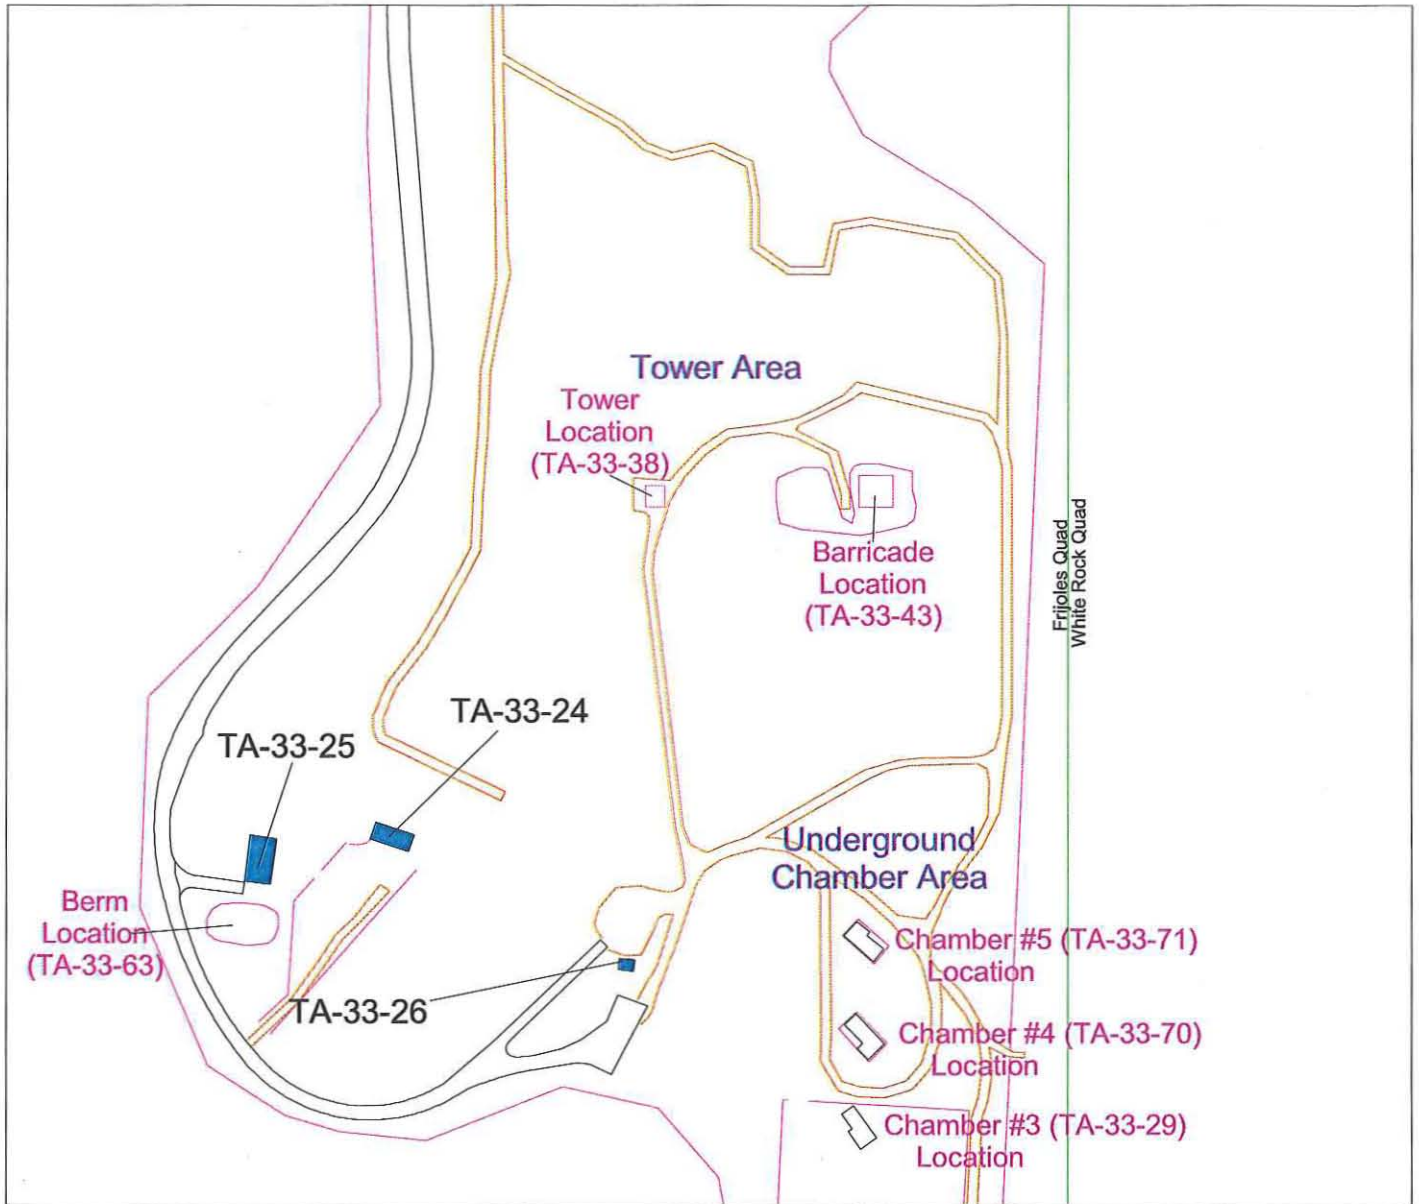 Tower Area
Tower
Location
(TA-33-38)
Barricade
Location
(TA-33-43)
Frijoles Quad
White Rock Quad
TA-33-24
TA-33-25
Underground
Chamber Area
Berm
Location
(TA-33-63)
Chamber #5 (TA-33-71)
Location
TA-33-26
Chamber #4 (TA-33-70)
Location
Chamber #3 (TA-33-29)
Location